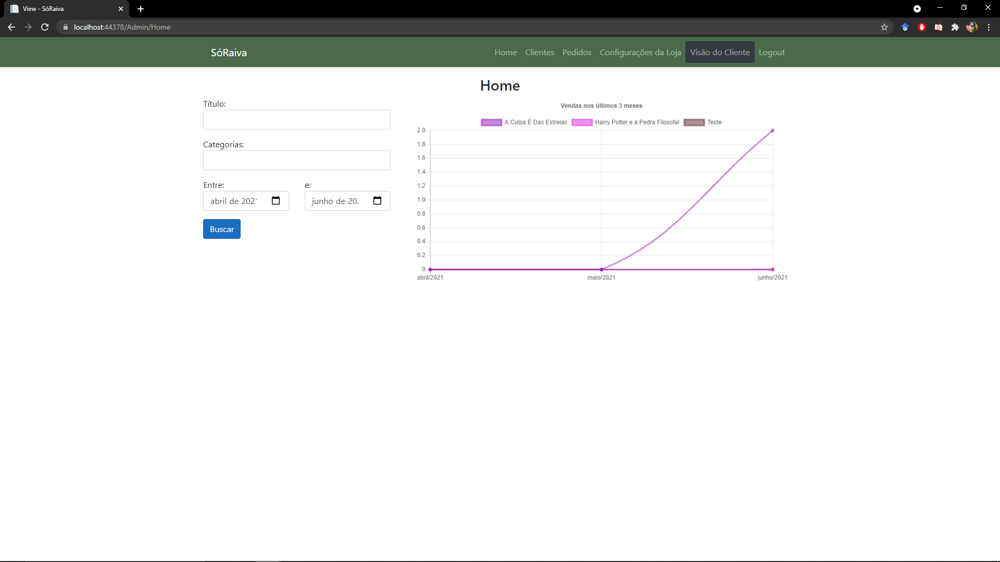 View - SóRaiva
localhost:44378/Admin/Home
SóRaiva
Home Clientes Pedidos Configurações da Loja Visão do Cliente Logout
Home
Título:
Categorias:
Entre: e:
abril de 2021 junho de 202
Buscar
Vendas nos últimos 3 meses
A Culpa É Das Estrelas Harry Potter e a Pedra Filosofal Teste
2.0
1.8
1.6
1.4
1.2
1.0
0.8
0.6
0.4
0.2
0
abril/2021 maio/2021 junho/2021